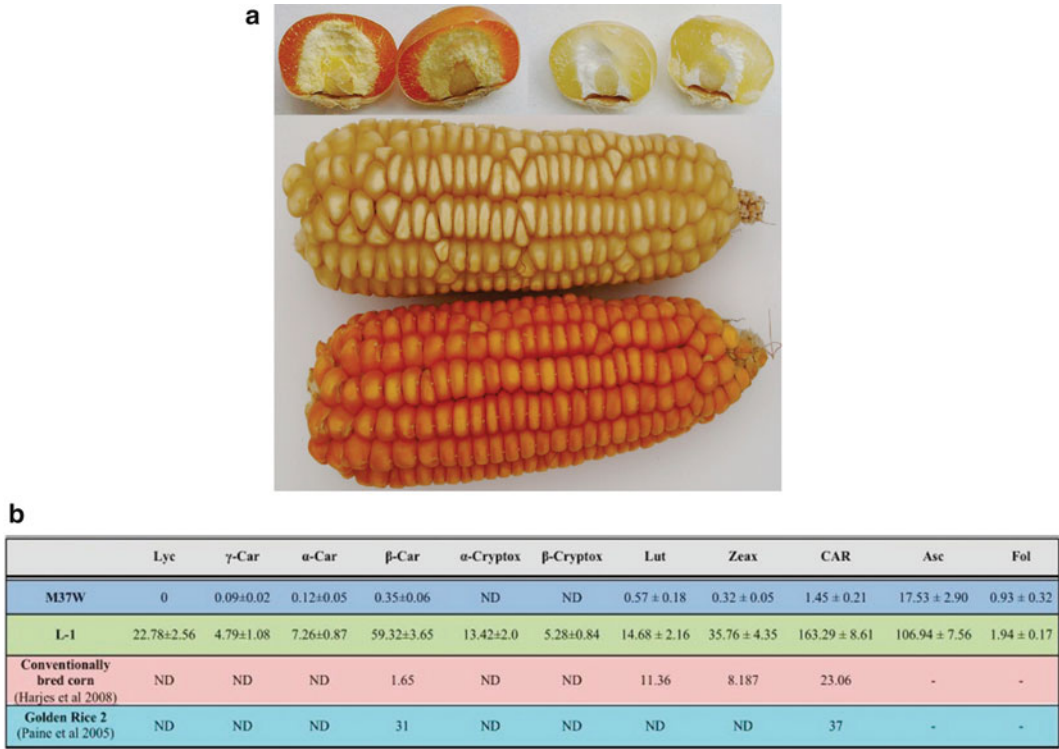 a
b
Lyc γ-Car α-Car β-Car α-Cryptox β-Cryptox Lut Zeax CAR Asc Fol
M37W 0 0.09±0.02 0.12±0.05 0.35±0.06 ND ND 0.57 ± 0.18 0.32 ± 0.05 1.45 ± 0.21 17.53 ± 2.90 0.93 ± 0.32
L-1 22.78±2.56 4.79±1.08 7.26±0.87 59.32±3.65 13.42±2.0 5.28±0.84 14.68 ± 2.16 35.76 ± 4.35 163.29 ± 8.61 106.94 ± 7.56 1.94 ± 0.17
Conventionally
bred corn
(Harjes et al 2008) ND ND ND 1.65 ND ND 11.36 8.187 23.06 - -
Golden Rice 2
(Paine et al 2005) ND ND ND 31 ND ND ND ND 37 - -